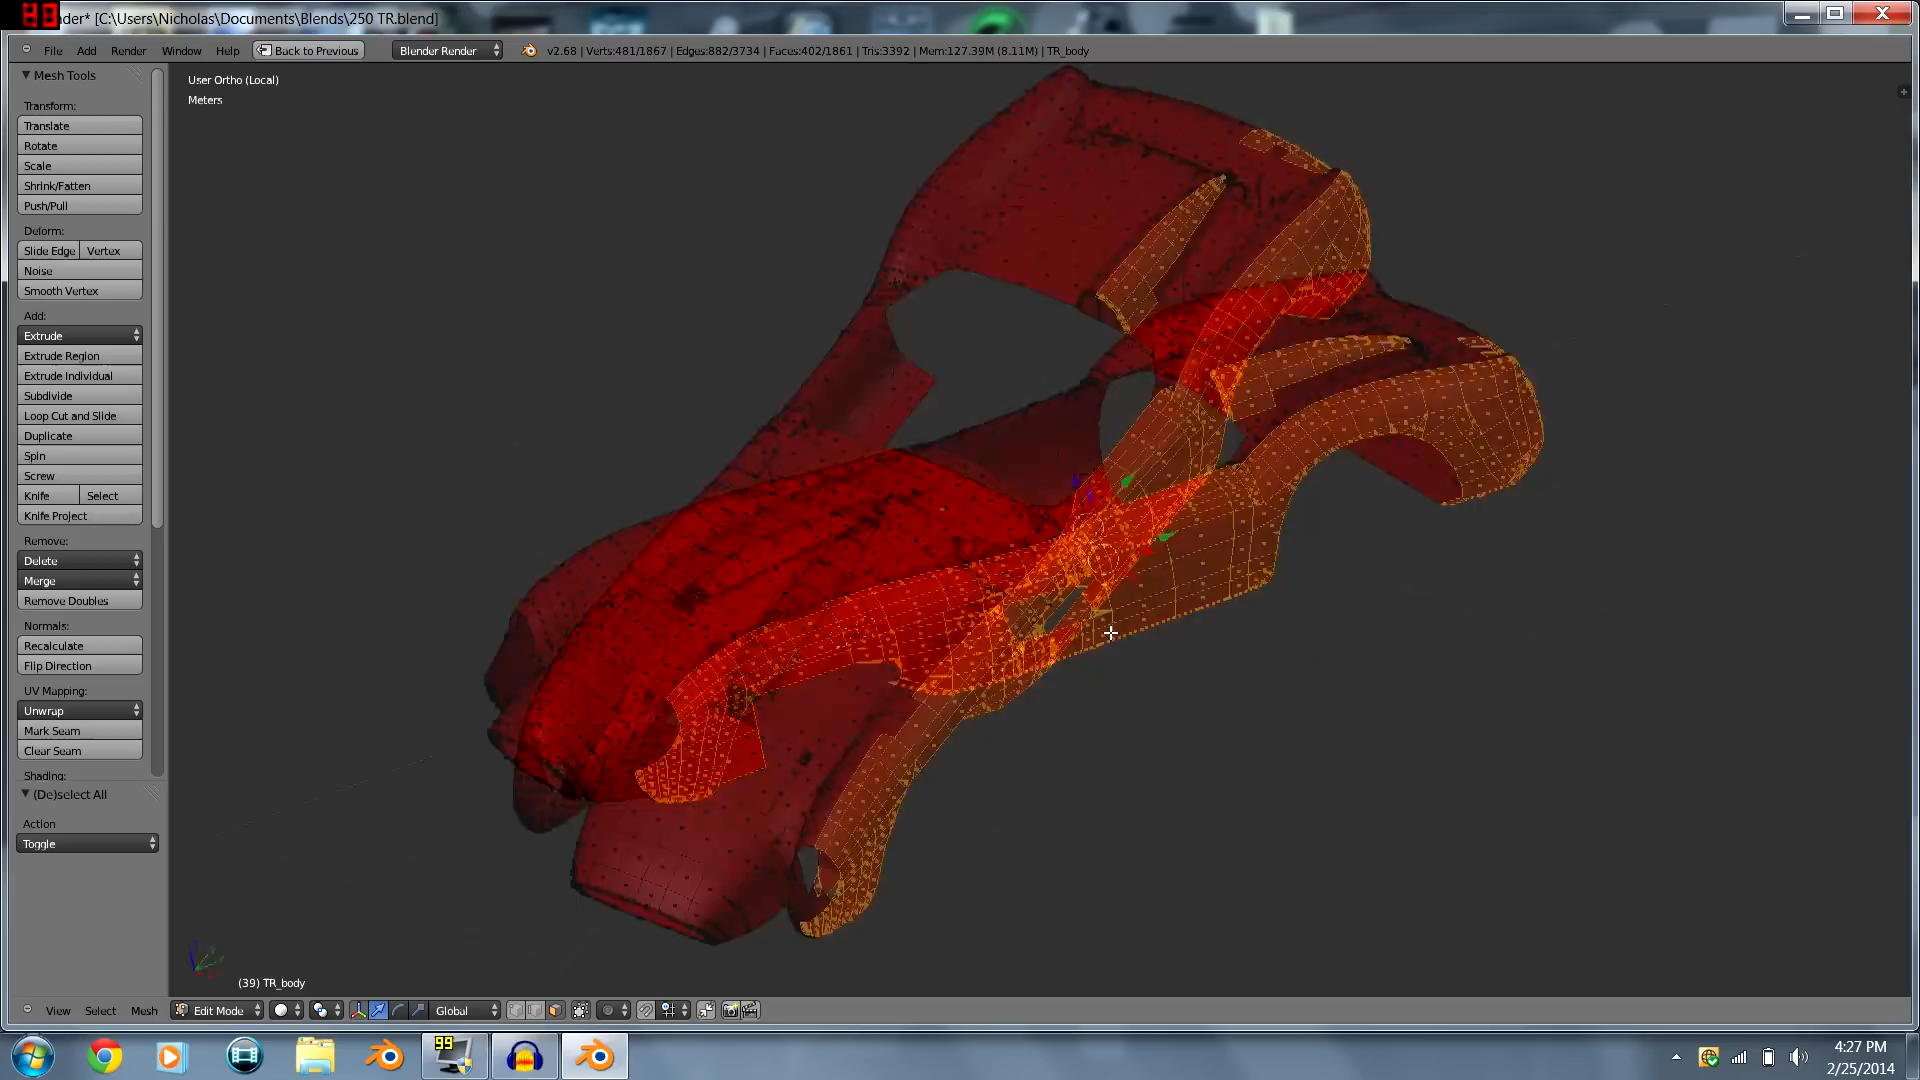 40
nder* [C:\Users\Nicholas\Documents\Blends\250 TR.blend]
File Add Render Window Help Back to Previous Blender Render v2.68 | Verts:481/1867 | Edges:882/3734 | Faces:402/1861 | Tris:3392 | Mem:127.39M (8.11M) | TR_body
Mesh Tools
User Ortho (Local)
Meters
Transform:
Translate
Rotate
Scale
Shrink/Fatten
Push/Pull
Deform:
Slide Edge Vertex
Noise
Smooth Vertex
Add:
Extrude
Extrude Region
Extrude Individual
Subdivide
Loop Cut and Slide
Duplicate
Spin
Screw
Knife Select
Knife Project
Remove:
Delete
Merge
Remove Doubles
Normals:
Recalculate
Flip Direction
UV Mapping:
Unwrap
Mark Seam
Clear Seam
Shading:
(De)select All
Action
Toggle
(39) TR_body
View Select Mesh Edit Mode Global
99
4:27 PM
2/25/2014